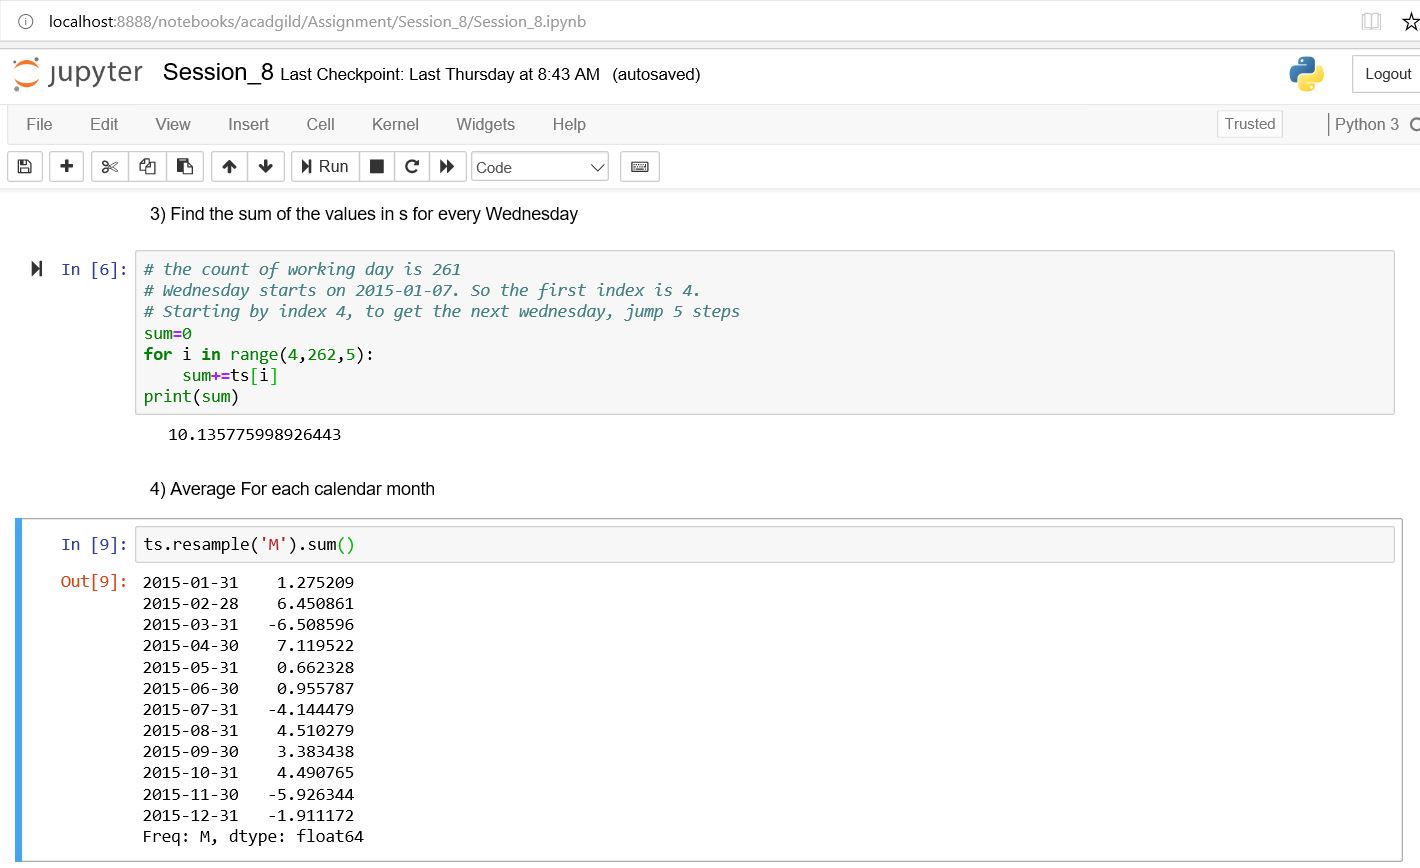 localhost:8888/notebooks/acadgild/Assignment/Session_8/Session_8.ipynb
jupyter Session_8 Last Checkpoint: Last Thursday at 8:43 AM (autosaved)
Logout
File Edit View Insert Cell Kernel Widgets Help
Trusted
Python 3
Run
Code
3) Find the sum of the values in s for every Wednesday
In [6]:
# the count of working day is 261
# Wednesday starts on 2015-01-07. So the first index is 4.
# Starting by index 4, to get the next wednesday, jump 5 steps
sum=0
for i in range(4,262,5):
    sum+=ts[i]
print(sum)
10.135775998926443
4) Average For each calendar month
In [9]: ts.resample('M').sum()
Out[9]:
2015-01-31    1.275209
2015-02-28    6.450861
2015-03-31   -6.508596
2015-04-30    7.119522
2015-05-31    0.662328
2015-06-30    0.955787
2015-07-31   -4.144479
2015-08-31    4.510279
2015-09-30    3.383438
2015-10-31    4.490765
2015-11-30   -5.926344
2015-12-31   -1.911172
Freq: M, dtype: float64